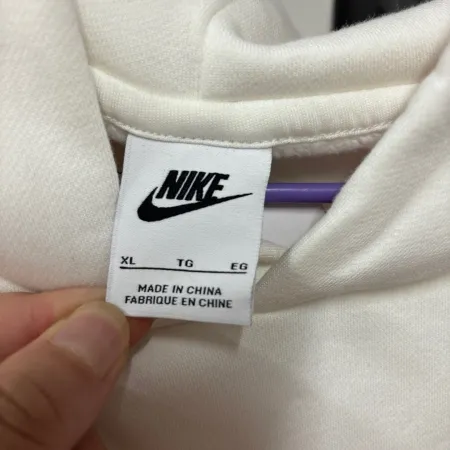 NIKE
XL TG EG
MADE IN CHINA
FABRIQUE EN CHINE